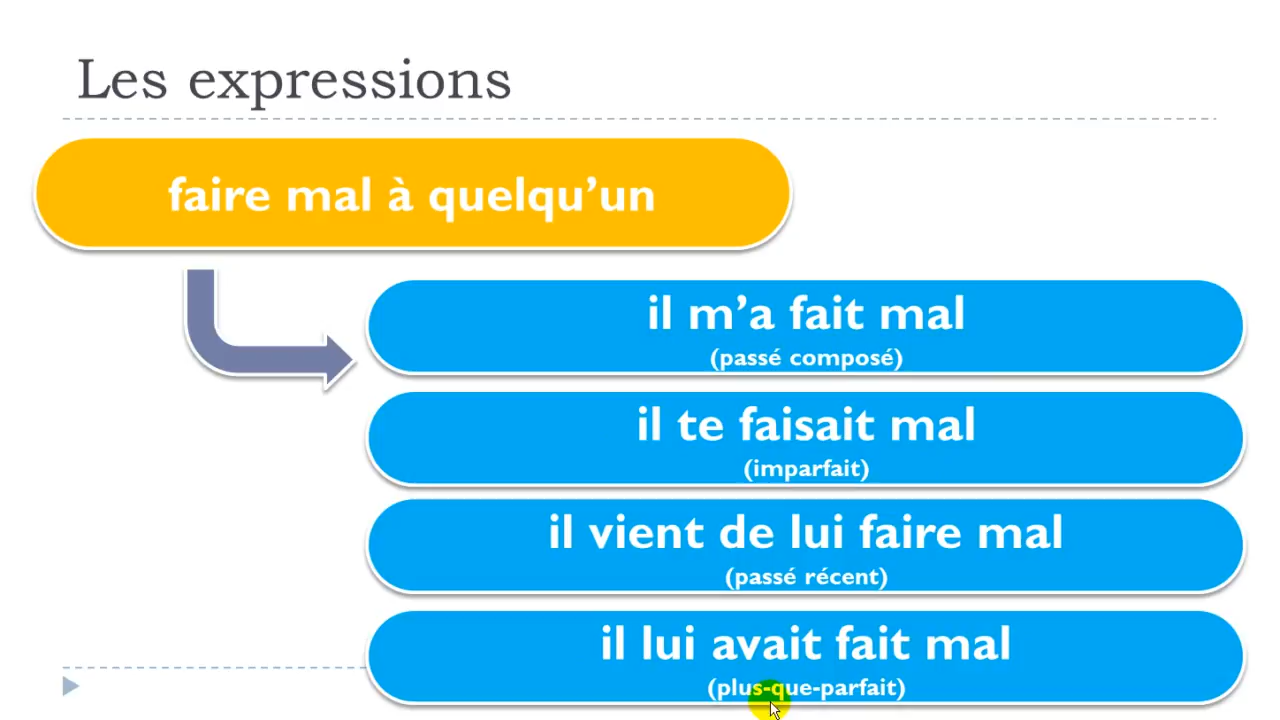 Les expressions
faire mal à quelqu’un
il m’a fait mal
(passé composé)
il te faisait mal
(imparfait)
il vient de lui faire mal
(passé récent)
il lui avait fait mal
(plus-que-parfait)